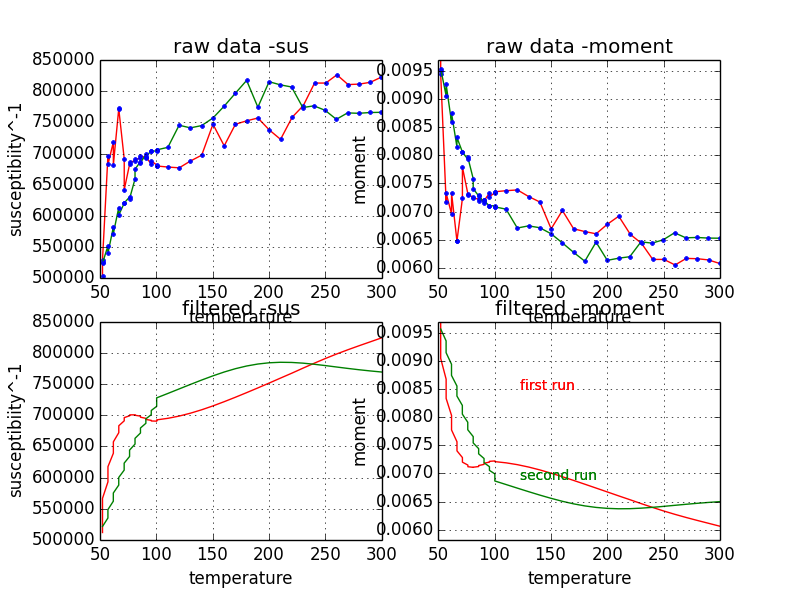 raw data -sus
raw data -moment
850000
800000
750000
700000
650000
600000
550000
500000
susceptibiity^-1
50 100 150 200 250 300
temperature
0.0095
0.0090
0.0085
0.0080
0.0075
0.0070
0.0065
0.0060
moment
50 100 150 200 250 300
temperature
filtered -sus
filtered -moment
850000
800000
750000
700000
650000
600000
550000
500000
susceptibiity^-1
50 100 150 200 250 300
temperature
0.0095
0.0090
0.0085
0.0080
0.0075
0.0070
0.0065
0.0060
moment
first run
second run
50 100 150 200 250 300
temperature